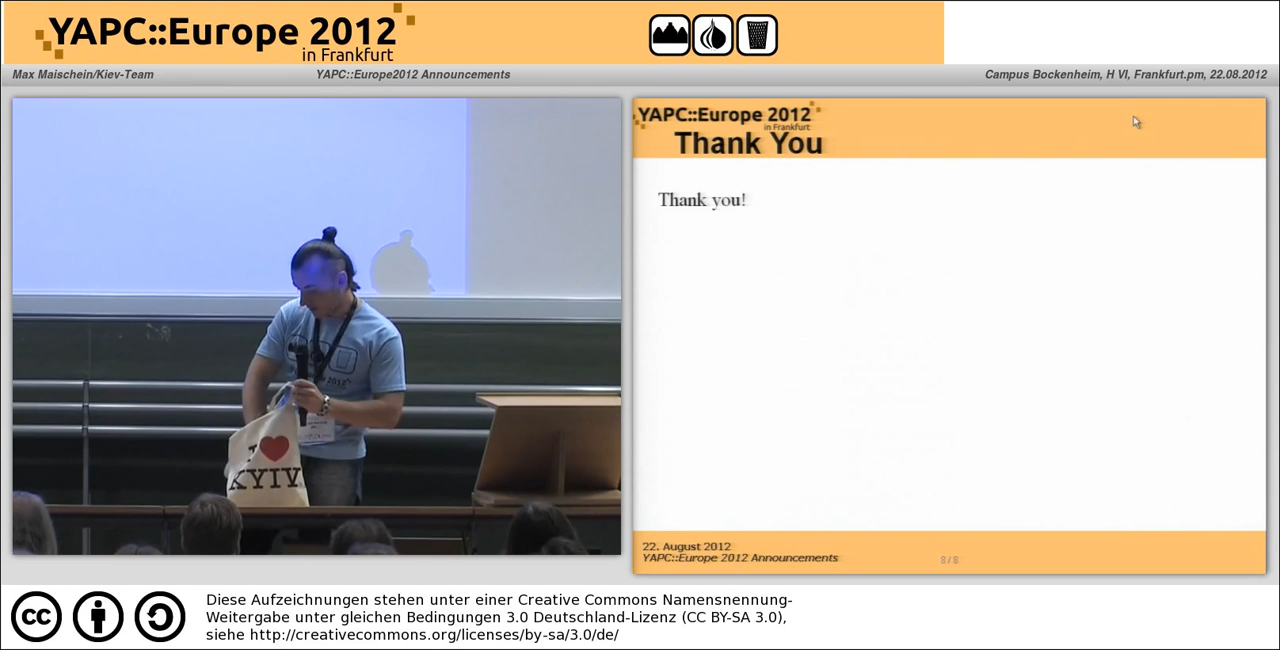 YAPC::Europe 2012
in Frankfurt
Max Maischein/Kiev-Team
YAPC::Europe2012 Announcements
Campus Bockenheim, H VI, Frankfurt.pm, 22.08.2012
I
KYIV
2012
YAPC::Europe 2012
in Frankfurt
Thank You
Thank you!
22. August 2012
YAPC::Europe 2012 Announcements
8/8
cc
Diese Aufzeichnungen stehen unter einer Creative Commons Namensnennung-
Weitergabe unter gleichen Bedingungen 3.0 Deutschland-Lizenz (CC BY-SA 3.0),
siehe http://creativecommons.org/licenses/by-sa/3.0/de/